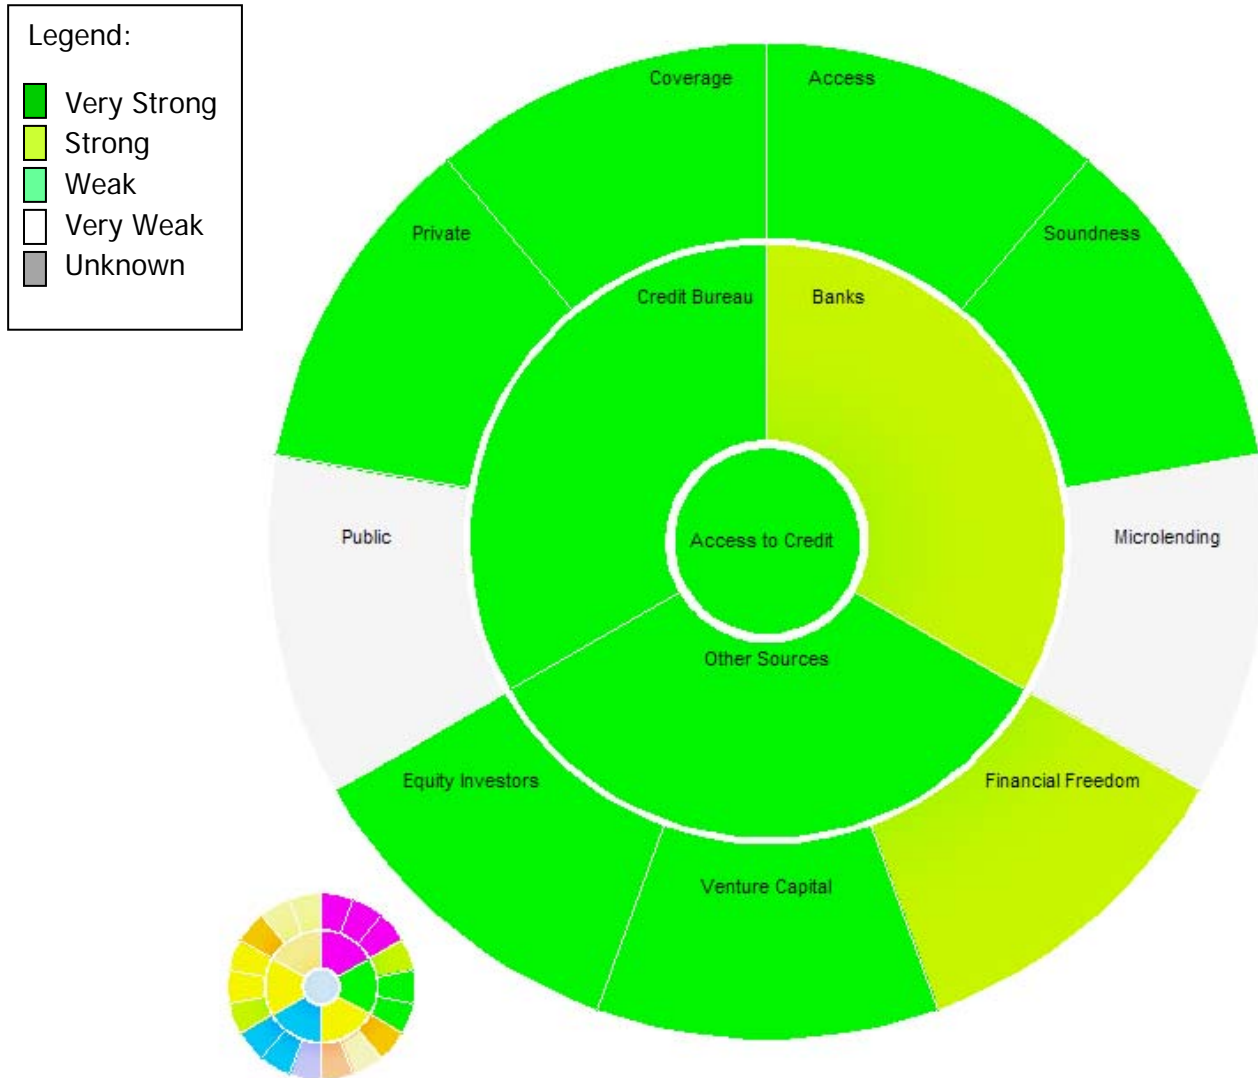 Legend:
Very Strong
Strong
Weak
Very Weak
Unknown
Coverage
Access
Private
Soundness
Credit Bureau
Banks
Public
Access to Credit
Microlending
Other Sources
Equity Investors
Financial Freedom
Venture Capital